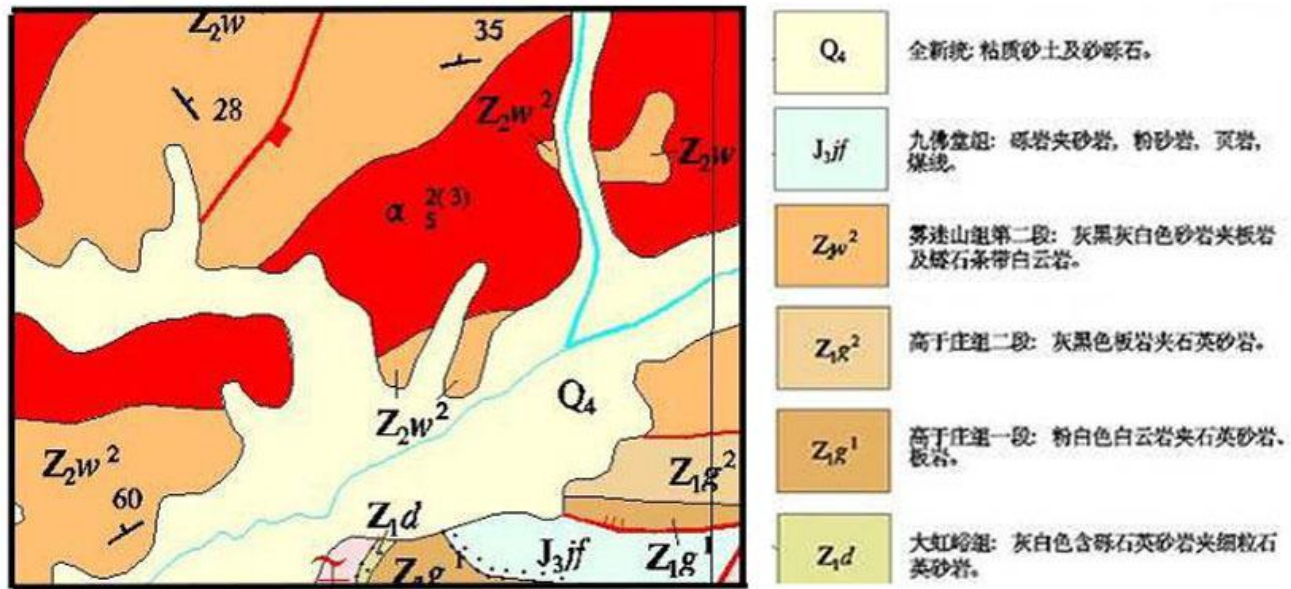 Z₂w
35
28
Z₂w²
Z₂w
α₅²⁽³⁾
Z₂w²
Q₄
Z₂w²
60
Z₁g²
Z₁d
Z₁g¹
J₃jf
Z₁g¹
Q₄
全新统: 粘质砂土及砂砾石。
J₃jf
九佛堂组: 砾岩夹砂岩, 粉砂岩, 页岩,
煤线。
Z₂w²
雾迷山组第二段: 灰黑灰白色砂岩夹板岩
及燧石条带白云岩。
Z₁g²
高于庄组二段: 灰黑色板岩夹石英砂岩。
Z₁g¹
高于庄组一段: 粉白色白云岩夹石英砂岩、
板岩。
Z₁d
大虹峪组: 灰白色含砾石英砂岩夹细粒石
英砂岩。